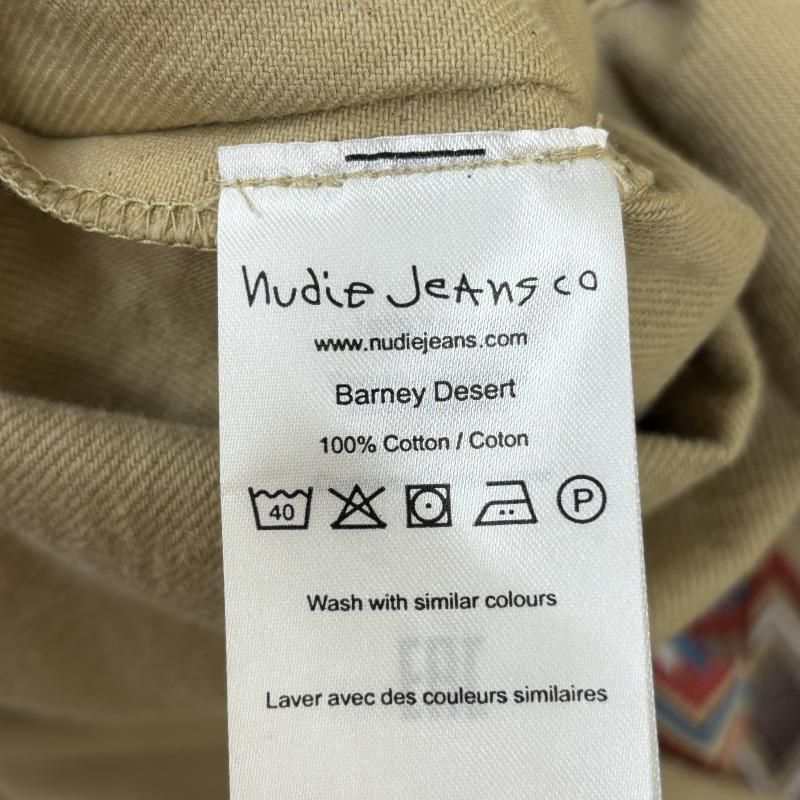 Nudie Jeans co
www.nudiejeans.com
Barney Desert
100% Cotton / Coton
40 P
Wash with similar colours
Laver avec des couleurs similaires